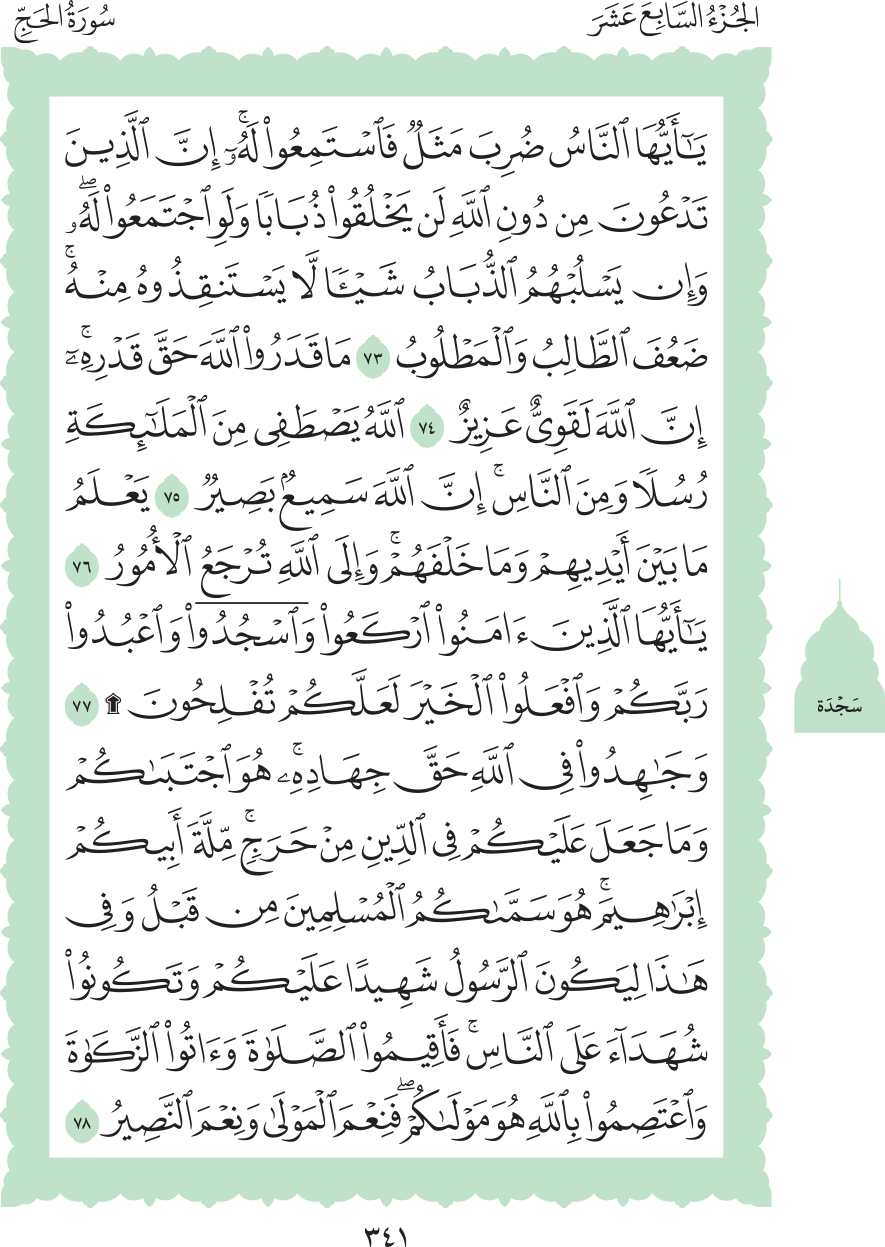 الجُزْءُ السَّابِعَ عَشَرَ
سُورَةُ الحَجِّ
يَٰٓأَيُّهَا ٱلنَّاسُ ضُرِبَ مَثَلٞ فَٱسۡتَمِعُواْ لَهُۥٓۚ إِنَّ ٱلَّذِينَ
تَدۡعُونَ مِن دُونِ ٱللَّهِ لَن يَخۡلُقُواْ ذُبَابٗا وَلَوِ ٱجۡتَمَعُواْ لَهُۥۖ
وَإِن يَسۡلُبۡهُمُ ٱلذُّبَابُ شَيۡـٔٗا لَّا يَسۡتَنقِذُوهُ مِنۡهُۚ
ضَعُفَ ٱلطَّالِبُ وَٱلۡمَطۡلُوبُ ٧٣ مَا قَدَرُواْ ٱللَّهَ حَقَّ قَدۡرِهِۦٓۚ
إِنَّ ٱللَّهَ لَقَوِيٌّ عَزِيزٌ ٧٤ ٱللَّهُ يَصۡطَفِي مِنَ ٱلۡمَلَٰٓئِكَةِ
رُسُلٗا وَمِنَ ٱلنَّاسِۚ إِنَّ ٱللَّهَ سَمِيعُۢ بَصِيرٞ ٧٥ يَعۡلَمُ
مَا بَيۡنَ أَيۡدِيهِمۡ وَمَا خَلۡفَهُمۡۚ وَإِلَى ٱللَّهِ تُرۡجَعُ ٱلۡأُمُورُ ٧٦
يَٰٓأَيُّهَا ٱلَّذِينَ ءَامَنُواْ ٱرۡكَعُواْ وَٱسۡجُدُواْ وَٱعۡبُدُواْ
رَبَّكُمۡ وَٱفۡعَلُواْ ٱلۡخَيۡرَ لَعَلَّكُمۡ تُفۡلِحُونَ ۩ ٧٧
سَجْدَة
وَجَٰهِدُواْ فِي ٱللَّهِ حَقَّ جِهَادِهِۦۚ هُوَ ٱجۡتَبَىٰكُمۡ
وَمَا جَعَلَ عَلَيۡكُمۡ فِي ٱلدِّينِ مِنۡ حَرَجٖۚ مِّلَّةَ أَبِيكُمۡ
إِبۡرَٰهِيمَۚ هُوَ سَمَّىٰكُمُ ٱلۡمُسۡلِمِينَ مِن قَبۡلُ وَفِي
هَٰذَا لِيَكُونَ ٱلرَّسُولُ شَهِيدًا عَلَيۡكُمۡ وَتَكُونُواْ
شُهَدَآءَ عَلَى ٱلنَّاسِۚ فَأَقِيمُواْ ٱلصَّلَوٰةَ وَءَاتُواْ ٱلزَّكَوٰةَ
وَٱعۡتَصِمُواْ بِٱللَّهِ هُوَ مَوۡلَىٰكُمۡۖ فَنِعۡمَ ٱلۡمَوۡلَىٰ وَنِعۡمَ ٱلنَّصِيرُ ٧٨
٣٤١